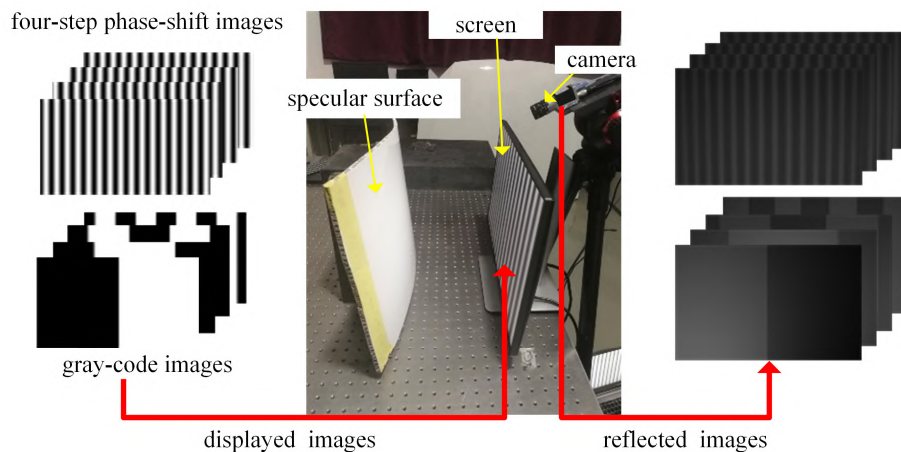 four-step phase-shift images
screen
camera
specular surface
gray-code images
displayed images
reflected images